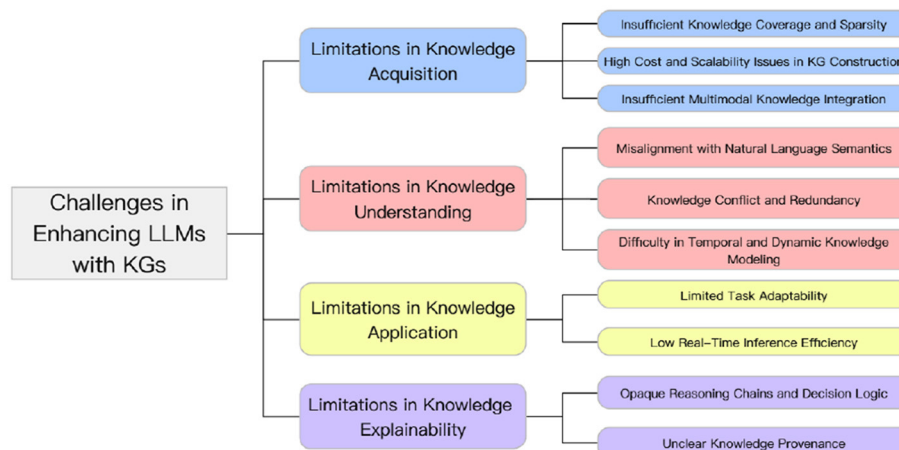 Challenges in
Enhancing LLMs
with KGs
Limitations in Knowledge
Acquisition
Insufficient Knowledge Coverage and Sparsity
High Cost and Scalability Issues in KG Construction
Insufficient Multimodal Knowledge Integration
Limitations in Knowledge
Understanding
Misalignment with Natural Language Semantics
Knowledge Conflict and Redundancy
Difficulty in Temporal and Dynamic Knowledge
Modeling
Limitations in Knowledge
Application
Limited Task Adaptability
Low Real-Time Inference Efficiency
Limitations in Knowledge
Explainability
Opaque Reasoning Chains and Decision Logic
Unclear Knowledge Provenance